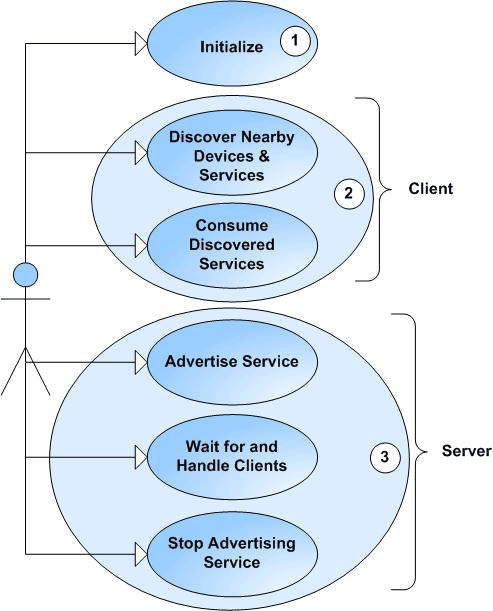 Initialize
1
Discover Nearby
Devices &
Services
2
Client
Consume
Discovered
Services
Advertise Service
Wait for and
Handle Clients
3
Server
Stop Advertising
Service